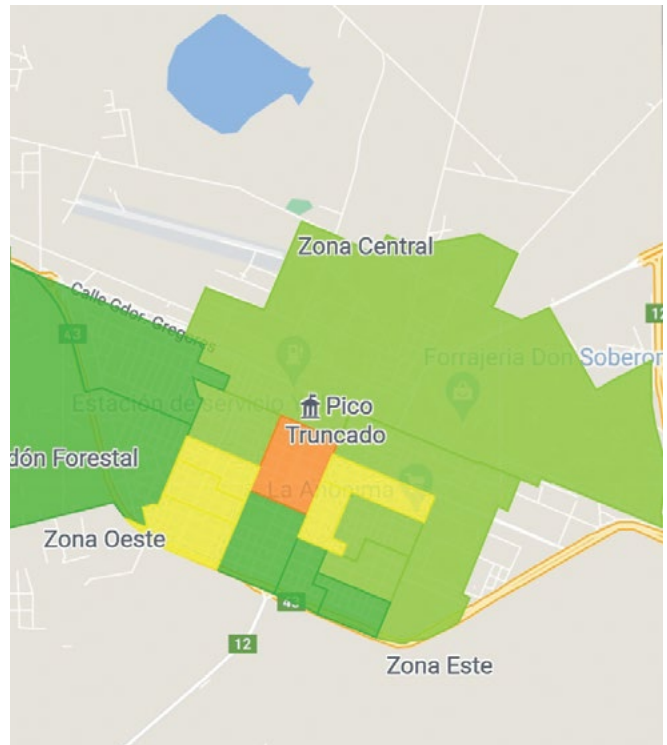 Zona Central
Calle Gdor. Gregores
43
12
Forrajeria Don Soberon
Estación de servicio Y
Pico
Truncado
dón Forestal
La Anónima
Zona Oeste
43
12
Zona Este